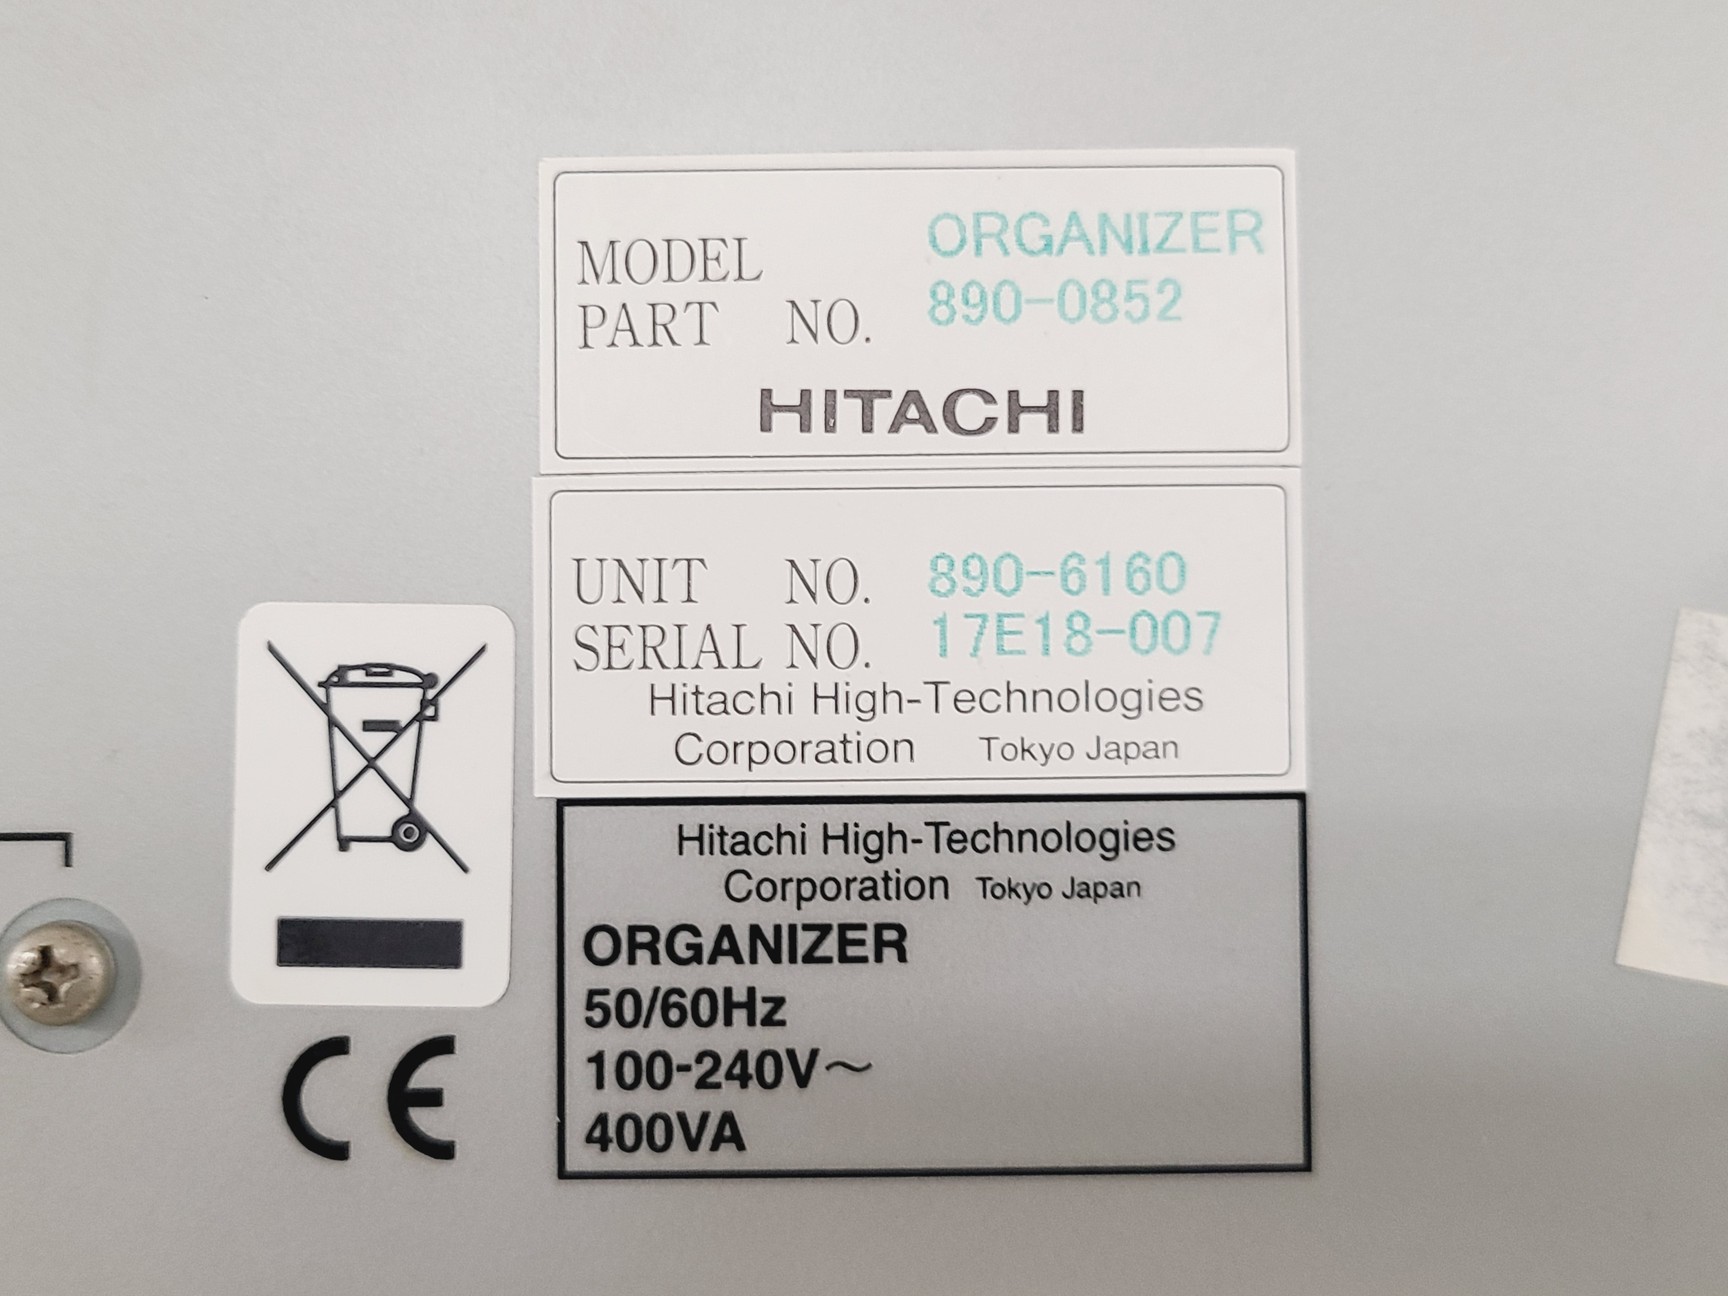 MODEL ORGANIZER
PART NO. 890-0852
HITACHI
UNIT NO. 890-6160
SERIAL NO. 17E18-007
Hitachi High-Technologies
Corporation Tokyo Japan
Hitachi High-Technologies
Corporation Tokyo Japan
ORGANIZER
50/60Hz
100-240V～
400VA
CE